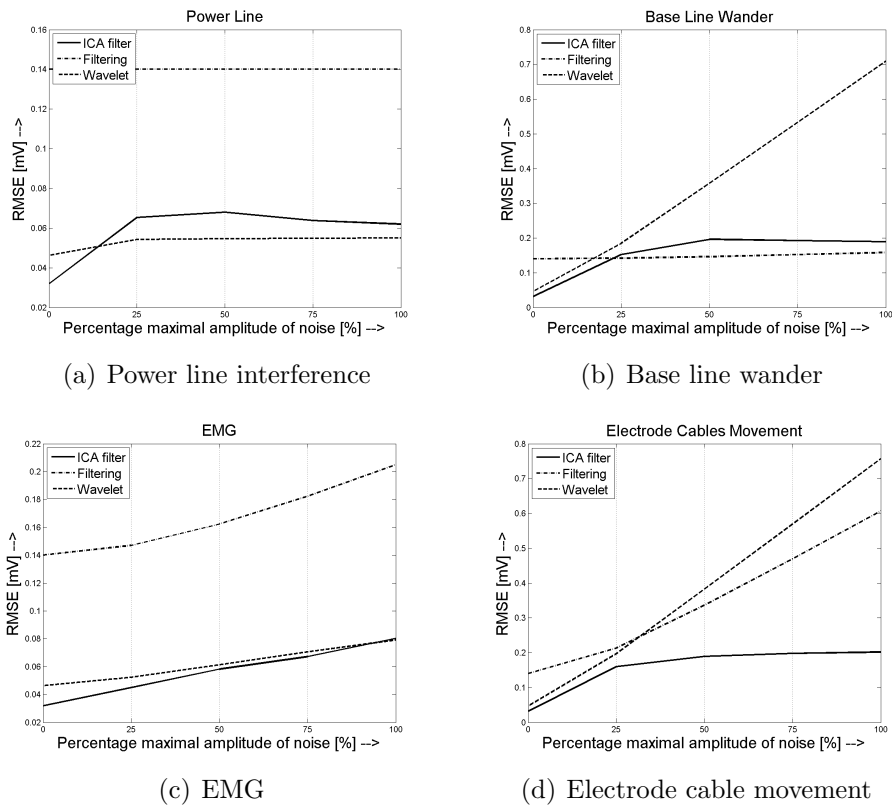 Power Line
ICA filter
Filtering
Wavelet
0.16
0.14
0.12
0.1
0.08
0.06
0.04
0.02
RMSE [mV] -->
0 25 50 75 100
Percentage maximal amplitude of noise [%] -->
(a) Power line interference
Base Line Wander
ICA filter
Filtering
Wavelet
0.8
0.7
0.6
0.5
0.4
0.3
0.2
0.1
0
RMSE [mV] -->
0 25 50 75 100
Percentage maximal amplitude of noise [%] -->
(b) Base line wander
EMG
ICA filter
Filtering
Wavelet
0.22
0.2
0.18
0.16
0.14
0.12
0.1
0.08
0.06
0.04
0.02
RMSE [mV] -->
0 25 50 75 100
Percentage maximal amplitude of noise [%] -->
(c) EMG
Electrode Cables Movement
ICA filter
Filtering
Wavelet
0.8
0.7
0.6
0.5
0.4
0.3
0.2
0.1
0
RMSE [mV] -->
0 25 50 75 100
Percentage maximal amplitude of noise [%] -->
(d) Electrode cable movement